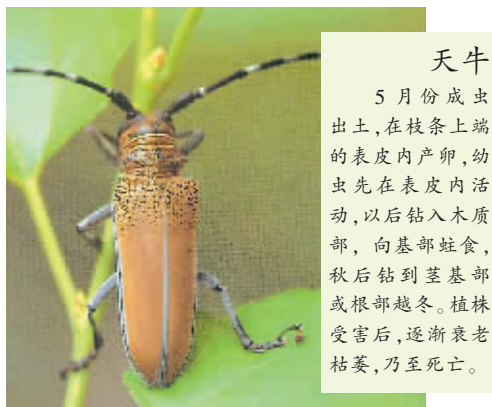 天牛
5月份成虫
出土,在枝条上端
的表皮内产卵,幼
虫先在表皮内活
动,以后钻入木质
部，向基部蛀食,
秋后钻到茎基部
或根部越冬。植株
受害后,逐渐衰老
枯萎,乃至死亡。